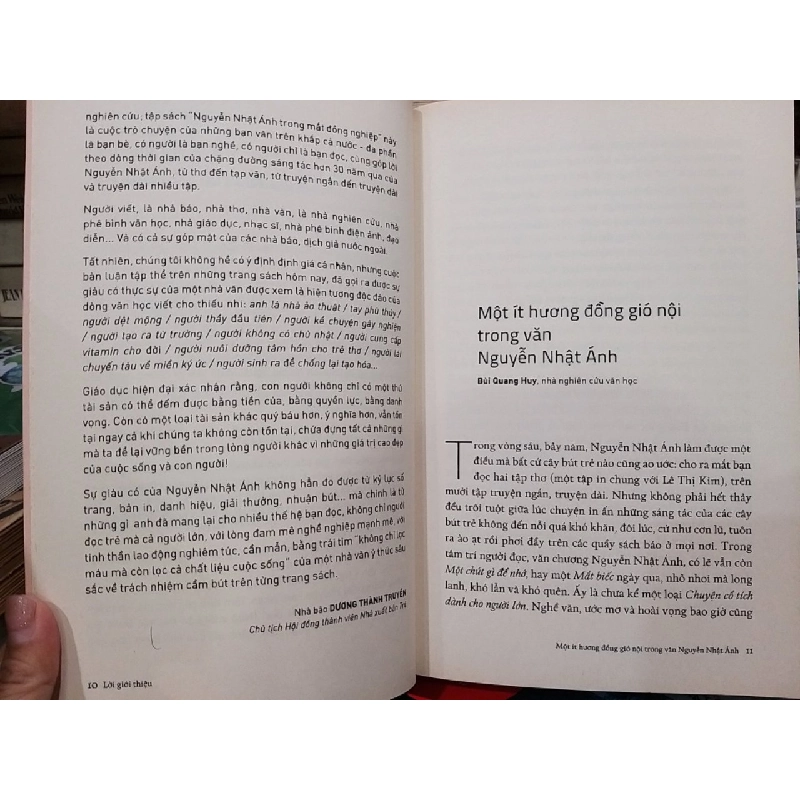 nghiên cứu, tập sách "Nguyễn Nhật Ánh trong mắt đồng nghiệp" này
là cuộc trò chuyện của những bạn văn trên khắp cả nước - đa phần
là bạn bè, có người là bạn nghề, có người chỉ là bạn đọc, cùng góp lời
theo dòng thời gian của chặng đường sáng tác hơn 30 năm qua của
Nguyễn Nhật Ánh, từ thơ đến tạp văn, từ truyện ngắn đến truyện dài
và truyện dài nhiều tập.
Người viết, là nhà báo, nhà thơ, nhà văn, là nhà nghiên cứu, nhà
phê bình văn học, nhà giáo dục, nhạc sĩ, nhà phê bình điện ảnh, đạo
diễn... Và có cả sự góp mặt của các nhà báo, dịch giả nước ngoài.
Tất nhiên, chúng tôi không hề có ý định định giá cá nhân, nhưng cuộc
bàn luận tập thể trên những trang sách hôm nay, đã gọi ra được sự
giàu có thực sự của một nhà văn được xem là hiện tượng độc đáo của
dòng văn học viết cho thiếu nhi: anh là nhà ảo thuật / tay phù thủy /
người dệt mộng / người thầy đầu tiên / người kể chuyện gây nghiện
/ người tạo ra từ trường / người không có chủ nhật / người cung cấp
vitamin cho đời / người nuôi dưỡng tâm hồn cho trẻ thơ / người lái
chuyến tàu về miền ký ức / người sinh ra để chống lại tạo hóa...
Giáo dục hiện đại xác nhận rằng, con người không chỉ có một thứ
tài sản có thể đếm được bằng tiền của, bằng quyền lực, bằng danh
vọng. Còn có một loại tài sản khác quý báu hơn, ý nghĩa hơn, vẫn tồn
tại ngay cả khi chúng ta không còn tồn tại, chứa đựng tất cả những gì
mà ta để lại vững bền trong lòng người khác vì những giá trị cao đẹp
của cuộc sống và con người!
Sự giàu có của Nguyễn Nhật Ánh không hẳn đo được từ kỷ lục số
trang, bản in, danh hiệu, giải thưởng, nhuận bút... mà chính là từ
những gì anh đã mang lại cho nhiều thế hệ bạn đọc, không chỉ người
đọc trẻ mà cả người lớn, với lòng đam mê nghề nghiệp mạnh mẽ, với
tinh thần lao động nghiêm túc, cần mẫn, bằng trái tim "không chỉ lọc
máu mà còn lọc cả chất liệu cuộc sống" của một nhà văn ý thức sâu
sắc về trách nhiệm cầm bút trên từng trang sách.
Nhà báo DƯƠNG THÀNH TRUYỀN
Chủ tịch Hội đồng thành viên Nhà xuất bản Trẻ
10 Lời giới thiệu
Một ít hương đồng gió nội
trong văn
Nguyễn Nhật Ánh
Bùi Quang Huy, nhà nghiên cứu văn học
Trong vòng sáu, bảy năm, Nguyễn Nhật Ánh làm được một
điều mà bất cứ cây bút trẻ nào cũng ao ước: cho ra mắt bạn
đọc hai tập thơ (một tập in chung với Lê Thị Kim), trên
mười tập truyện ngắn, truyện dài. Nhưng không phải hết thảy
đều trôi tuột giữa lúc chuyện in ấn những sáng tác của các cây
bút trẻ không đến nỗi quá khó khăn, đôi lúc, cứ như cơn lũ, tuôn
ra ào ạt rồi phơi đầy trên các quầy sách báo ở mọi nơi. Trong
tâm trí người đọc, văn chương Nguyễn Nhật Ánh, có lẽ vẫn còn
Một chút gì để nhớ, hay một Mắt biếc ngày qua, nho nhỏi mà long
lanh, khó lẫn và khó quên. Ấy là chưa kể một loại Chuyện cổ tích
dành cho người lớn. Nghề văn, ước mơ và hoài vọng bao giờ cũng
Một ít hương đồng gió nội trong văn Nguyễn Nhật Ánh 11